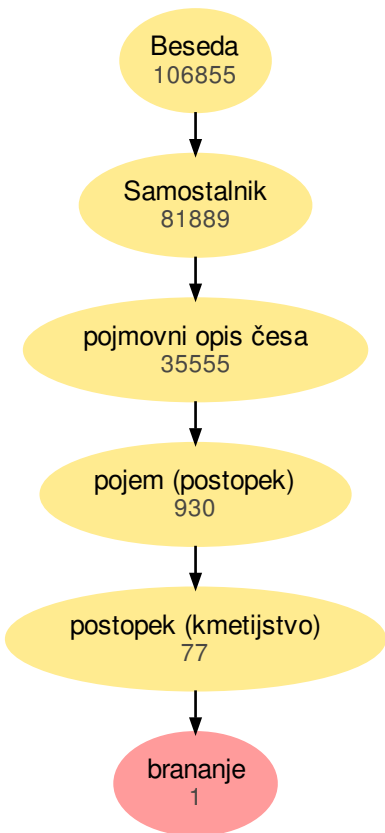 Beseda
106855
Samostalnik
81889
pojmovni opis česa
35555
pojem (postopek)
930
postopek (kmetijstvo)
77
brananje
1